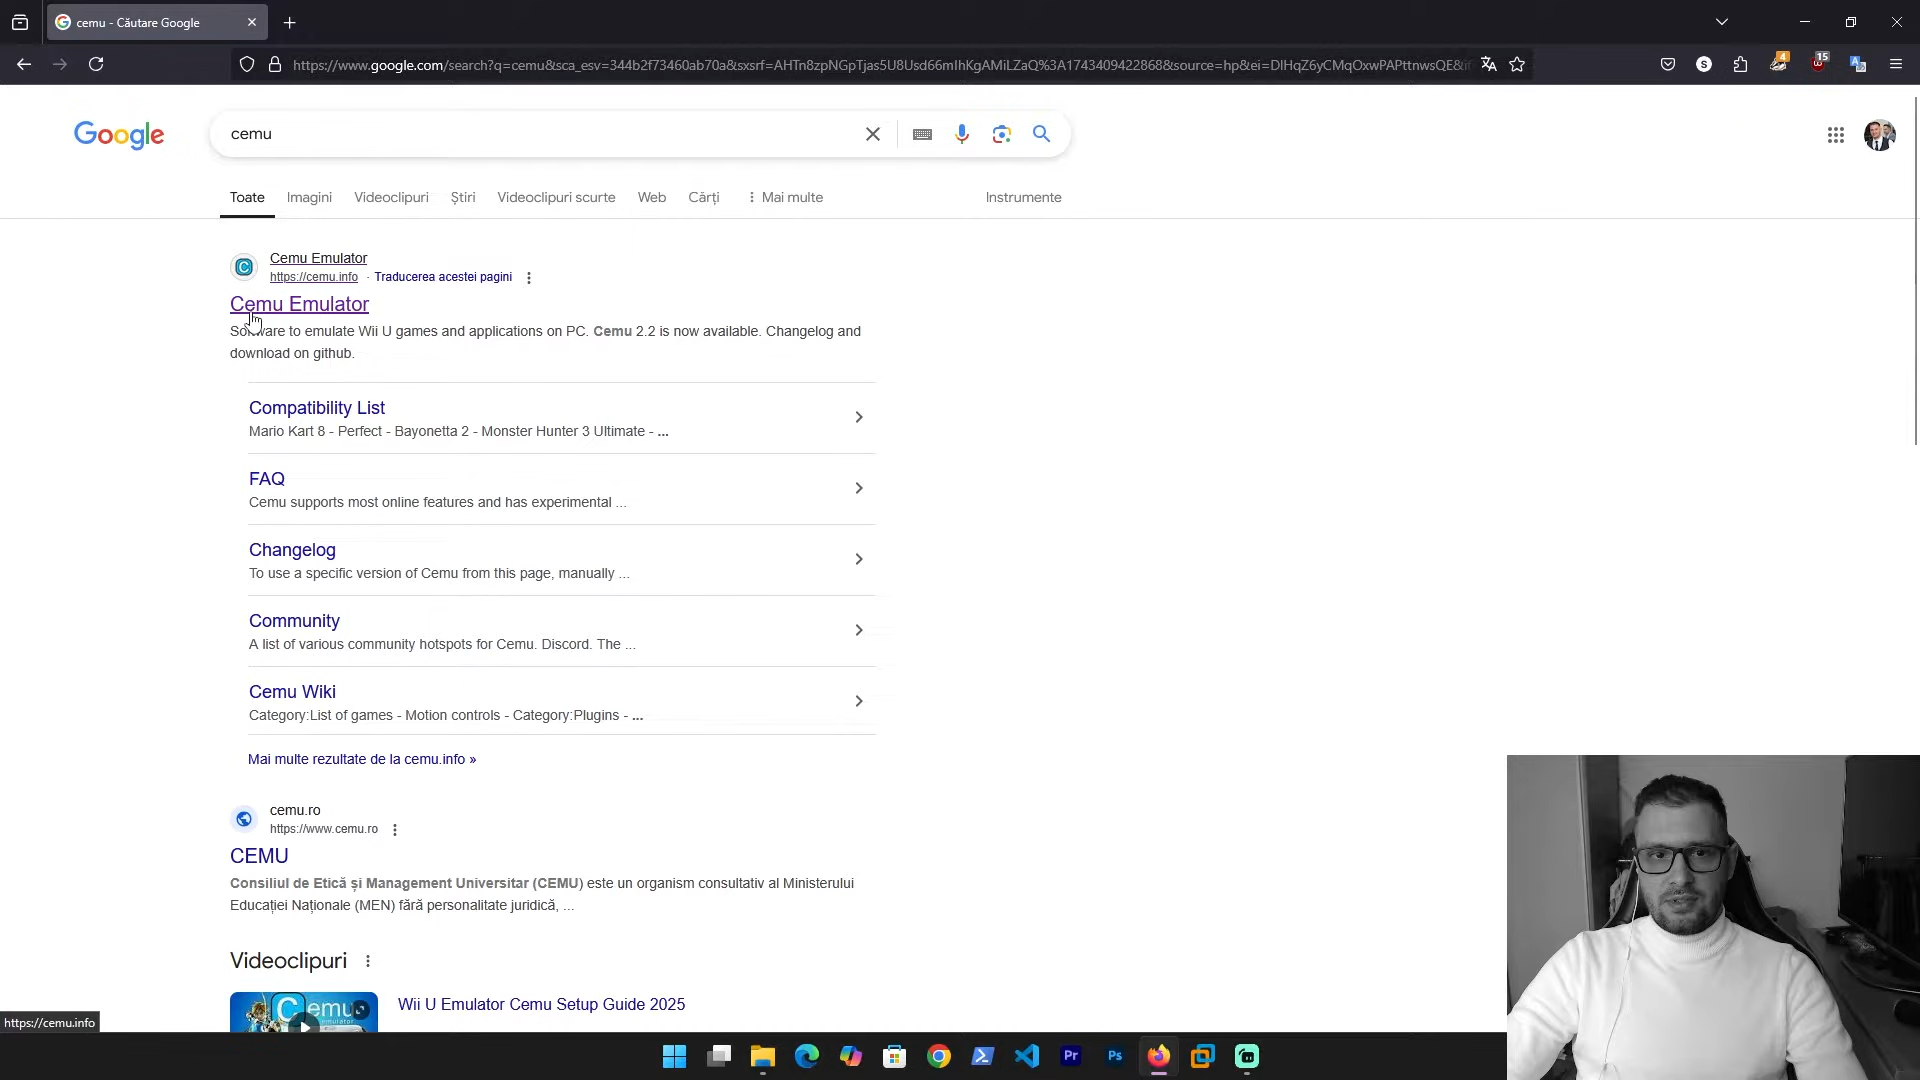 cemu - Căutare Google
https://www.google.com/search?q=cemu&sca_esv=344b2f73460ab70a&sxsrf=AHTn8zpNGpTjas5U8Usd66mIhKgAMiLZaQ%3A1743409422868&source=hp&ei=DlHqZ6yCMqOxwPAPttnwsQE&if
4
15
S
Google
cemu
Toate
Imagini
Videoclipuri
Știri
Videoclipuri scurte
Web
Cărți
Mai multe
Instrumente
Cemu Emulator
https://cemu.info · Traducerea acestei pagini
Cemu Emulator
Software to emulate Wii U games and applications on PC. Cemu 2.2 is now available. Changelog and
download on github.
Compatibility List
Mario Kart 8 - Perfect - Bayonetta 2 - Monster Hunter 3 Ultimate - ...
FAQ
Cemu supports most online features and has experimental ...
Changelog
To use a specific version of Cemu from this page, manually ...
Community
A list of various community hotspots for Cemu. Discord. The ...
Cemu Wiki
Category:List of games - Motion controls - Category:Plugins - ...
Mai multe rezultate de la cemu.info »
cemu.ro
https://www.cemu.ro
CEMU
Consiliul de Etică și Management Universitar (CEMU) este un organism consultativ al Ministerului
Educației Naționale (MEN) fără personalitate juridică, ...
Videoclipuri
Cemu
Wii U Emulator Cemu Setup Guide 2025
https://cemu.info
Pr
Ps